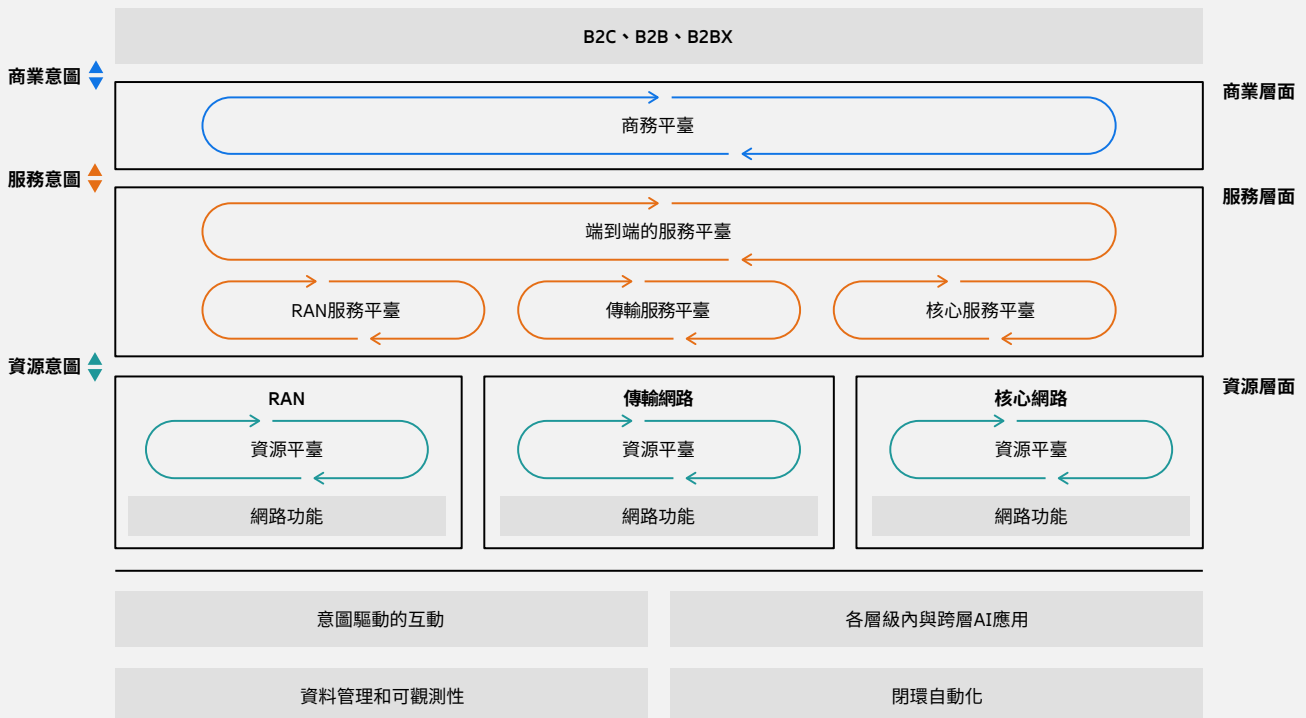 B2C、B2B、B2BX
商業意圖
商業層面
商務平臺
服務意圖
服務層面
端到端的服務平臺
RAN服務平臺
傳輸服務平臺
核心服務平臺
資源意圖
資源層面
RAN
傳輸網路
核心網路
資源平臺
資源平臺
資源平臺
網路功能
網路功能
網路功能
意圖驅動的互動
各層級內與跨層AI應用
資料管理和可觀測性
閉環自動化